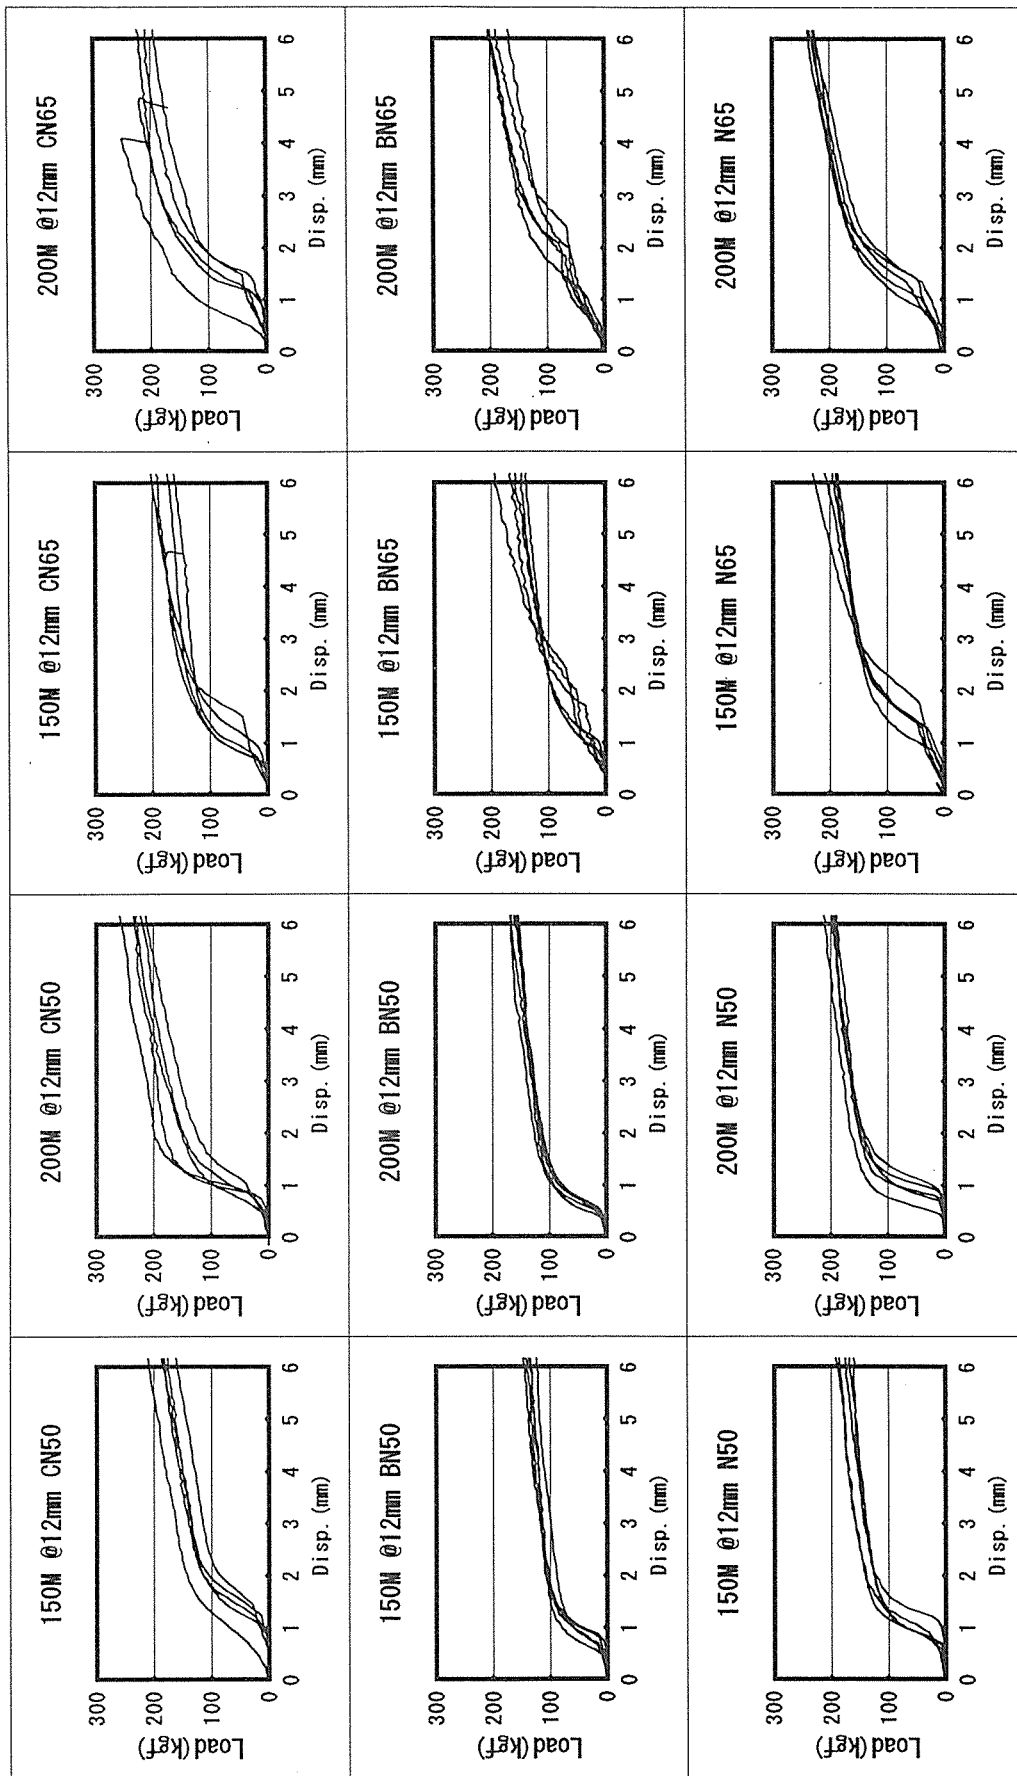 150M @12mm CN50
Load(kgf)
300
200
100
0
0 1 2 3 4 5 6
Disp. (mm)
200M @12mm CN50
Load(kgf)
300
200
100
0
0 1 2 3 4 5 6
Disp. (mm)
150M @12mm CN65
Load(kgf)
300
200
100
0
0 1 2 3 4 5 6
Disp. (mm)
200M @12mm CN65
Load(kgf)
300
200
100
0
0 1 2 3 4 5 6
Disp. (mm)
150M @12mm BN50
Load(kgf)
300
200
100
0
0 1 2 3 4 5 6
Disp. (mm)
200M @12mm BN50
Load(kgf)
300
200
100
0
0 1 2 3 4 5 6
Disp. (mm)
150M @12mm BN65
Load(kgf)
300
200
100
0
0 1 2 3 4 5 6
Disp. (mm)
200M @12mm BN65
Load(kgf)
300
200
100
0
0 1 2 3 4 5 6
Disp. (mm)
150M @12mm N50
Load(kgf)
300
200
100
0
0 1 2 3 4 5 6
Disp. (mm)
200M @12mm N50
Load(kgf)
300
200
100
0
0 1 2 3 4 5 6
Disp. (mm)
150M @12mm N65
Load(kgf)
300
200
100
0
0 1 2 3 4 5 6
Disp. (mm)
200M @12mm N65
Load(kgf)
300
200
100
0
0 1 2 3 4 5 6
Disp. (mm)